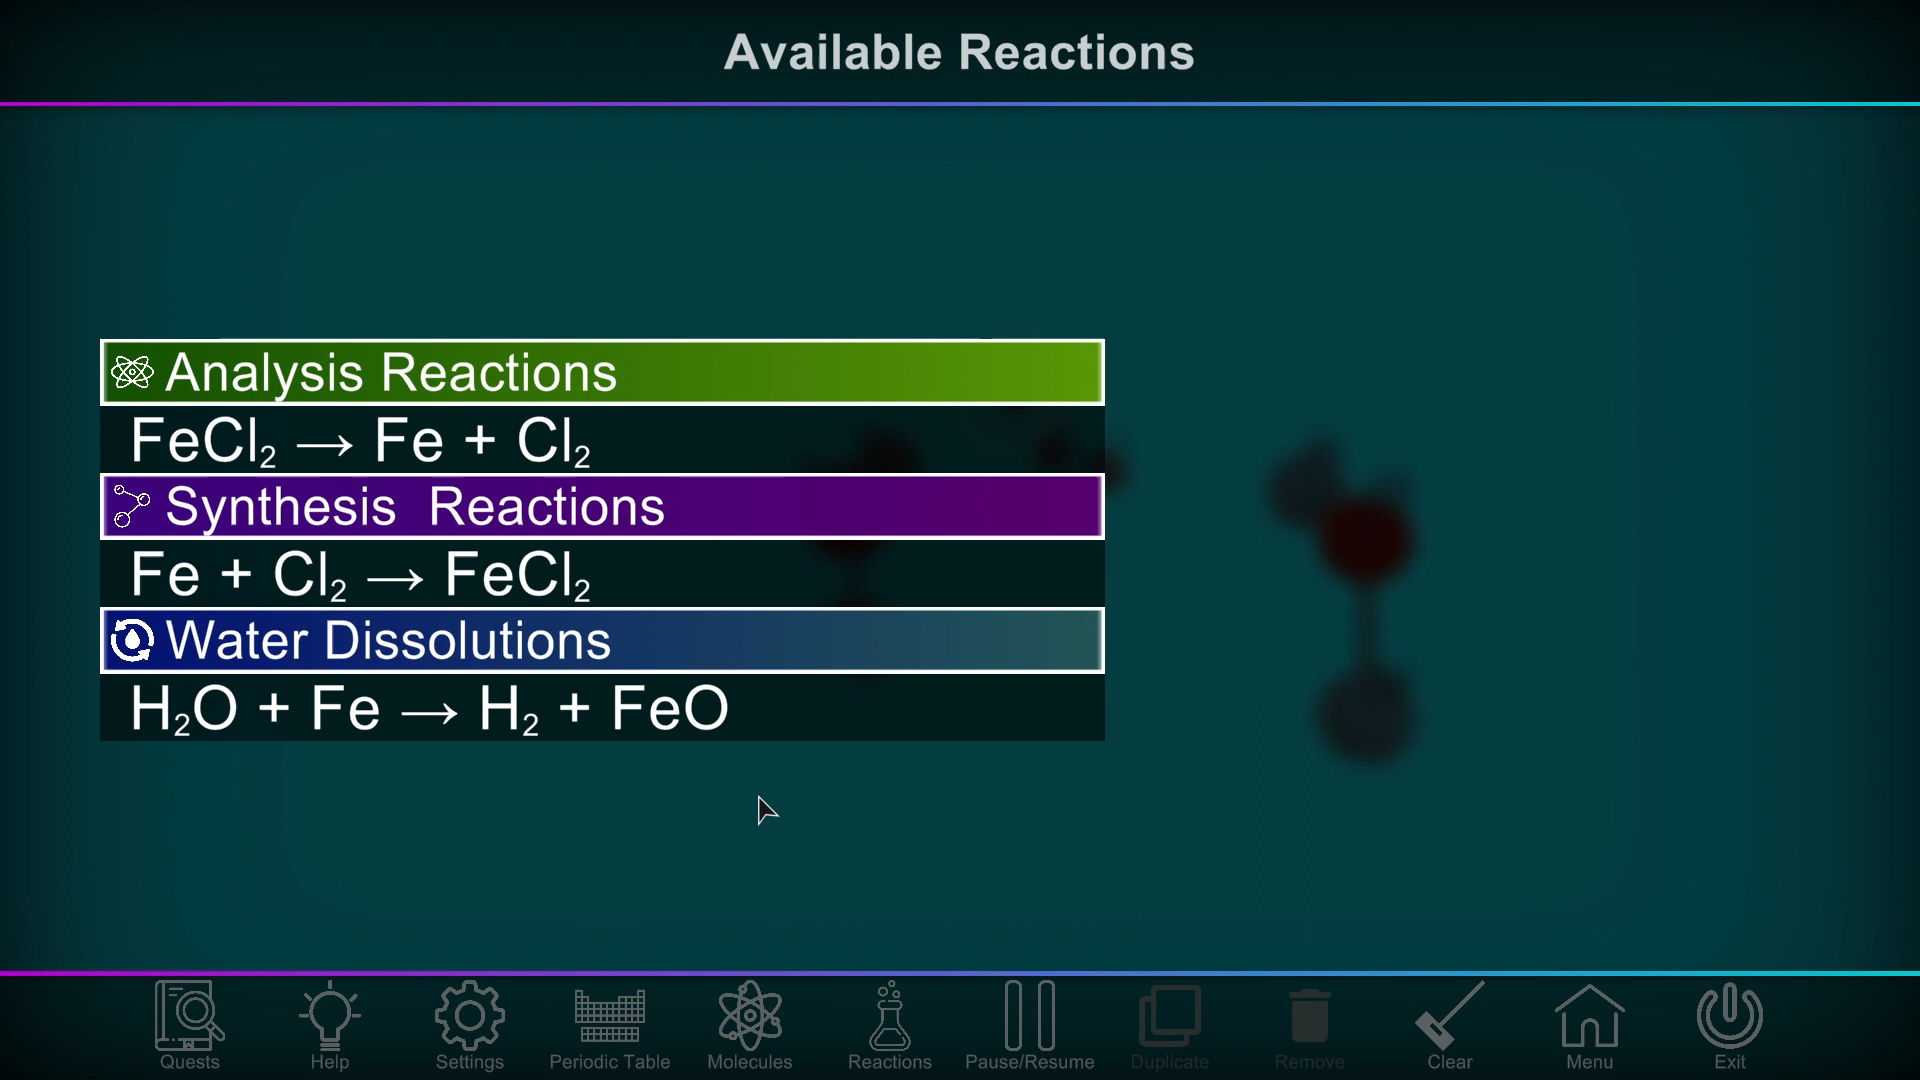 Available Reactions
Analysis Reactions
FeCl₂ → Fe + Cl₂
Synthesis  Reactions
Fe + Cl₂ → FeCl₂
Water Dissolutions
H₂O + Fe → H₂ + FeO
Quests Help Settings Periodic Table Molecules Reactions Pause/Resume Duplicate Remove Clear Menu Exit